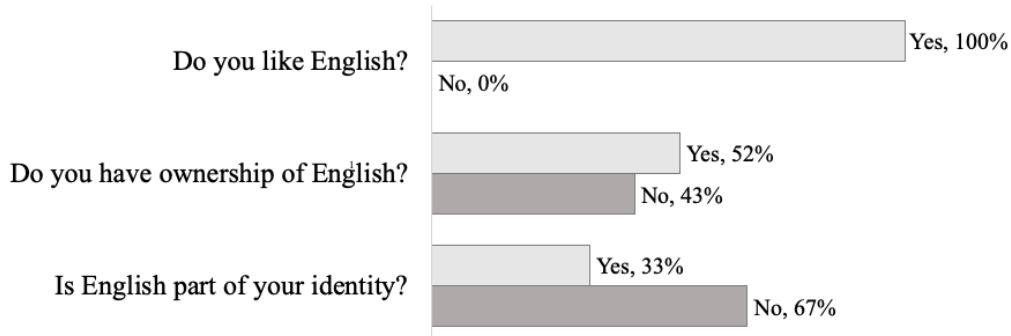 Do you like English?
Yes, 100%
No, 0%
Do you have ownership of English?
Yes, 52%
No, 43%
Is English part of your identity?
Yes, 33%
No, 67%